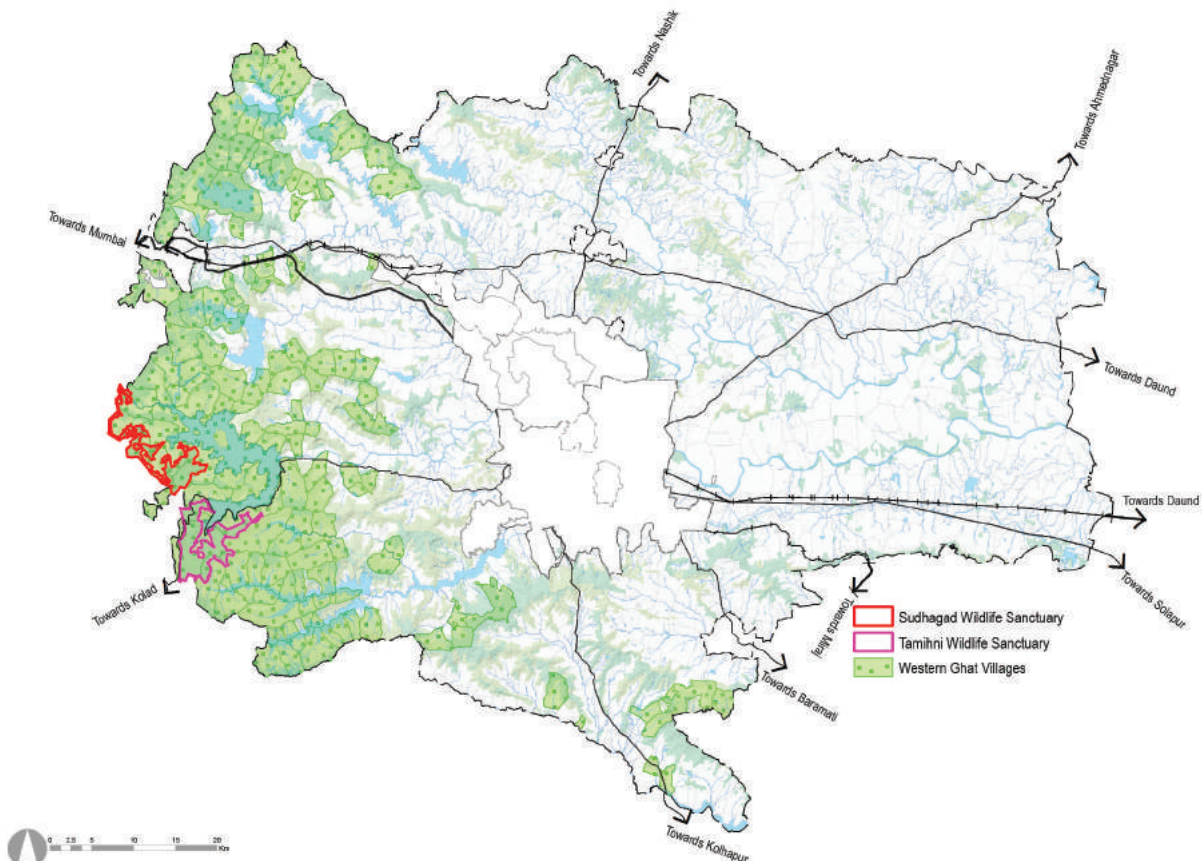 Towards Nashik
Towards Ahmednagar
Towards Mumbai
Towards Daund
Towards Daund
Towards Solapur
Towards Kolad
Towards Miraj
Sudhagad Wildlife Sanctuary
Tamihni Wildlife Sanctuary
Western Ghat Villages
Towards Baramati
Towards Kolhapur
0 2.5 5 10 15 20
Km